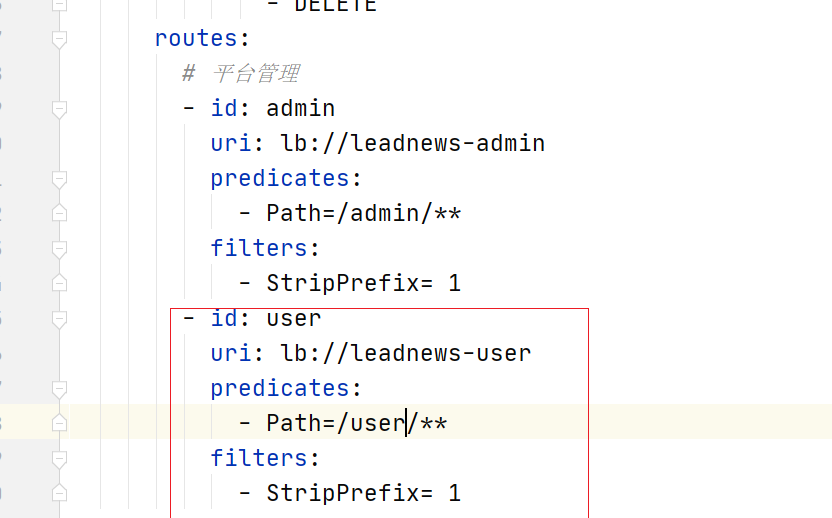 - DELETE
routes:
# 平台管理
- id: admin
uri: lb://leadnews-admin
predicates:
- Path=/admin/**
filters:
- StripPrefix= 1
- id: user
uri: lb://leadnews-user
predicates:
- Path=/user/**
filters:
- StripPrefix= 1